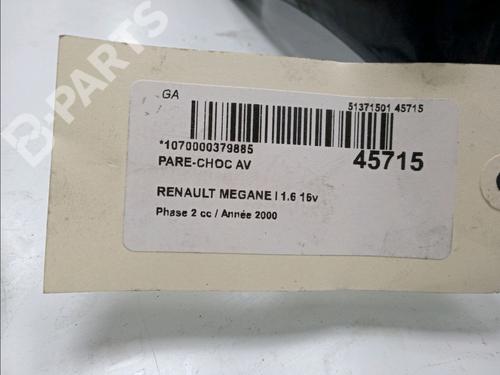 B-PARTS
GA
51371501 45715
*1070000379885
45715
PARE-CHOC AV
RENAULT MEGANE I 1.6 16v
Phase 2 cc / Année 2000